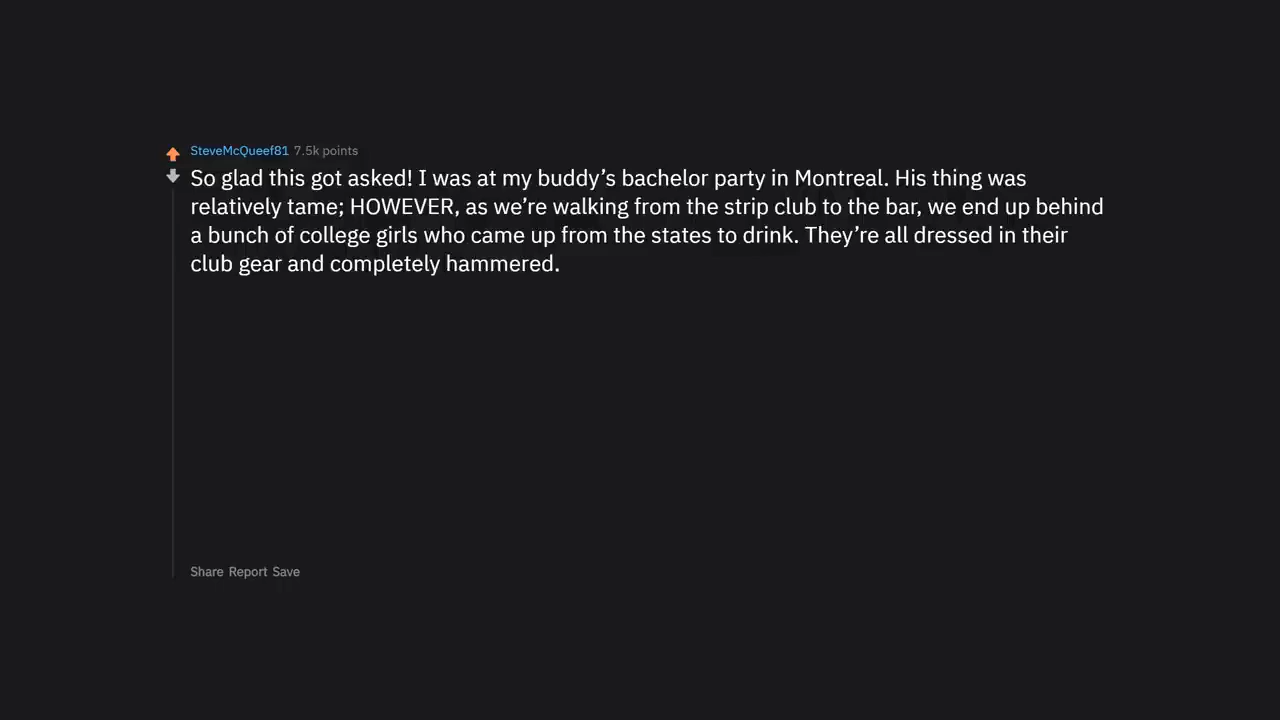 SteveMcQueef81 7.5k points
So glad this got asked! I was at my buddy’s bachelor party in Montreal. His thing was
relatively tame; HOWEVER, as we’re walking from the strip club to the bar, we end up behind
a bunch of college girls who came up from the states to drink. They’re all dressed in their
club gear and completely hammered.
Share Report Save